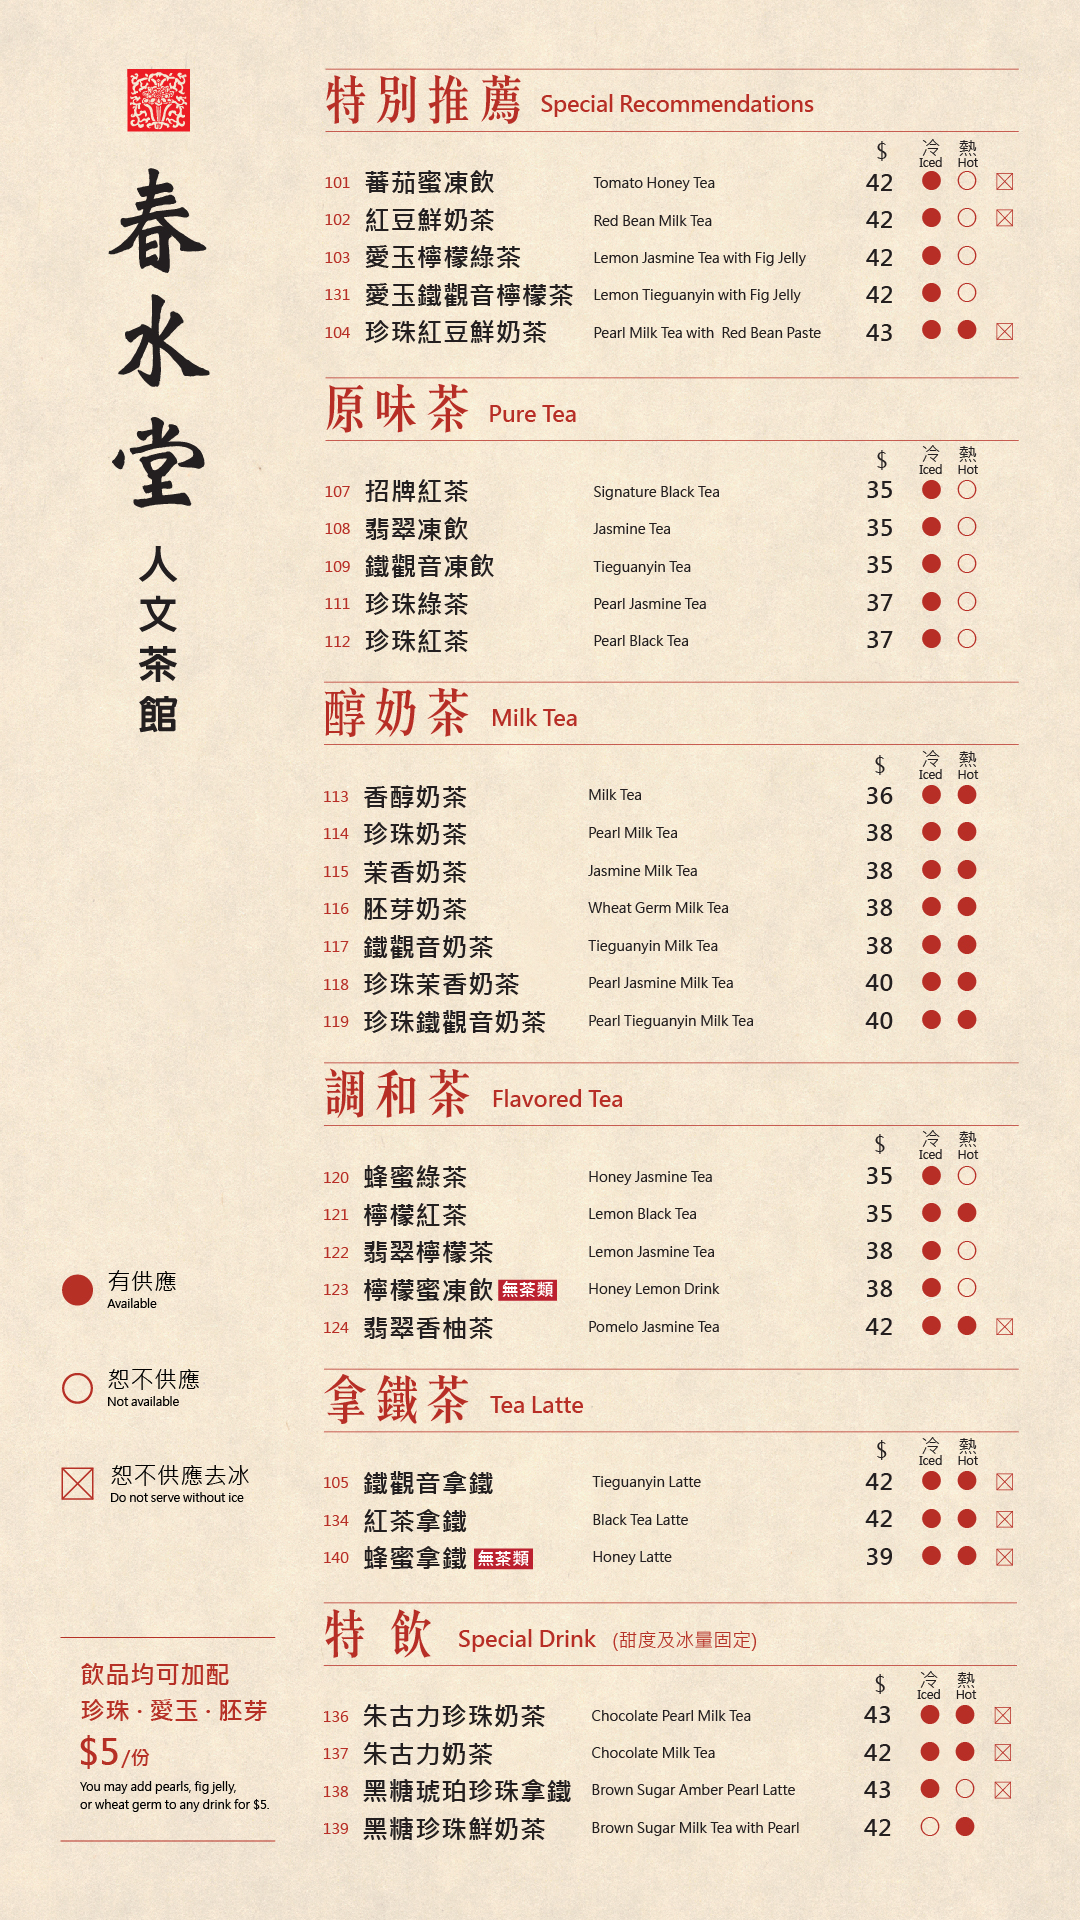 春水堂
人文茶館
特別推薦 Special Recommendations
$ 冷 Iced 熱 Hot
101 蕃茄蜜凍飲 Tomato Honey Tea 42
102 紅豆鮮奶茶 Red Bean Milk Tea 42
103 愛玉檸檬綠茶 Lemon Jasmine Tea with Fig Jelly 42
131 愛玉鐵觀音檸檬茶 Lemon Tieguanyin with Fig Jelly 42
104 珍珠紅豆鮮奶茶 Pearl Milk Tea with Red Bean Paste 43
原味茶 Pure Tea
$ 冷 Iced 熱 Hot
107 招牌紅茶 Signature Black Tea 35
108 翡翠凍飲 Jasmine Tea 35
109 鐵觀音凍飲 Tieguanyin Tea 35
111 珍珠綠茶 Pearl Jasmine Tea 37
112 珍珠紅茶 Pearl Black Tea 37
醇奶茶 Milk Tea
$ 冷 Iced 熱 Hot
113 香醇奶茶 Milk Tea 36
114 珍珠奶茶 Pearl Milk Tea 38
115 茉香奶茶 Jasmine Milk Tea 38
116 胚芽奶茶 Wheat Germ Milk Tea 38
117 鐵觀音奶茶 Tieguanyin Milk Tea 38
118 珍珠茉香奶茶 Pearl Jasmine Milk Tea 40
119 珍珠鐵觀音奶茶 Pearl Tieguanyin Milk Tea 40
調和茶 Flavored Tea
$ 冷 Iced 熱 Hot
120 蜂蜜綠茶 Honey Jasmine Tea 35
121 檸檬紅茶 Lemon Black Tea 35
122 翡翠檸檬茶 Lemon Jasmine Tea 38
123 檸檬蜜凍飲 無茶類 Honey Lemon Drink 38
124 翡翠香柚茶 Pomelo Jasmine Tea 42
拿鐵茶 Tea Latte
$ 冷 Iced 熱 Hot
105 鐵觀音拿鐵 Tieguanyin Latte 42
134 紅茶拿鐵 Black Tea Latte 42
140 蜂蜜拿鐵 無茶類 Honey Latte 39
特飲 Special Drink (甜度及冰量固定)
$ 冷 Iced 熱 Hot
136 朱古力珍珠奶茶 Chocolate Pearl Milk Tea 43
137 朱古力奶茶 Chocolate Milk Tea 42
138 黑糖琥珀珍珠拿鐵 Brown Sugar Amber Pearl Latte 43
139 黑糖珍珠鮮奶茶 Brown Sugar Milk Tea with Pearl 42
有供應
Available
恕不供應
Not available
恕不供應去冰
Do not serve without ice
飲品均可加配
珍珠 · 愛玉 · 胚芽
$5/份
You may add pearls, fig jelly,
or wheat germ to any drink for $5.